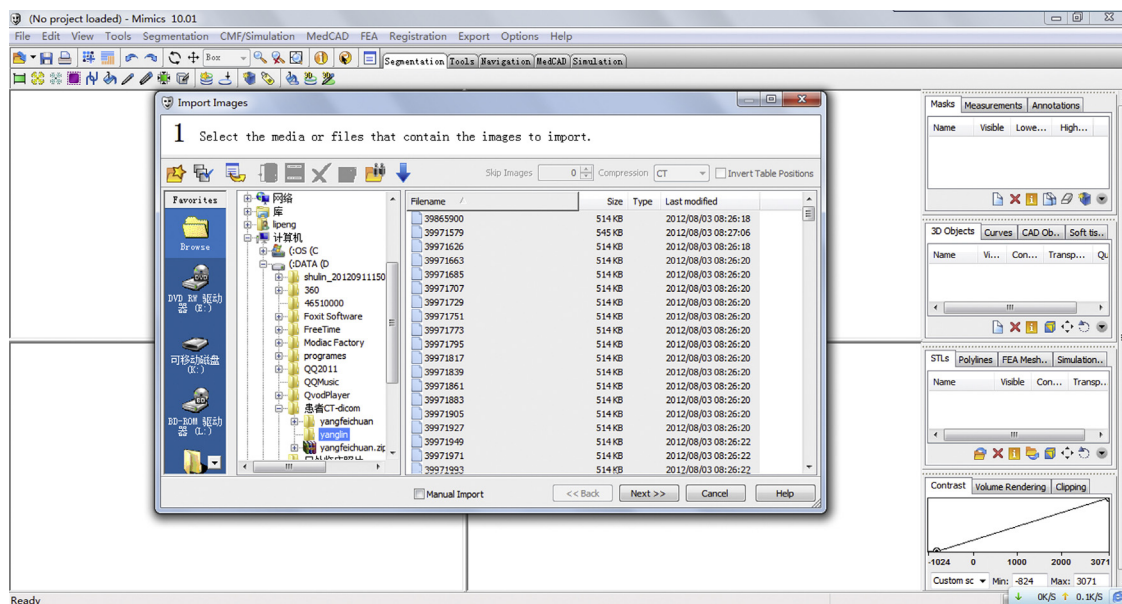 (No project loaded) - Mimics 10.01
File Edit View Tools Segmentation CMF/Simulation MedCAD FEA Registration Export Options Help
Box
Segmentation Tools Navigation MedCAD Simulation
Import Images
1 Select the media or files that contain the images to import.
Skip Images 0 Compression CT Invert Table Positions
Favorites
Browse
DVD RW 驱动
器 (E:)
可移动磁盘
(K:)
BD-ROM 驱动
器 (L:)
网络
库
lipeng
计算机
(:OS (C
(:DATA (D
shulin_20120911150
360
46510000
Foxit Software
FreeTime
Modiac Factory
programes
QQ2011
QQMusic
QvodPlayer
患者CT-dicom
yangfeichuan
yanglin
yangfeichuan.zip
Filename / Size Type Last modified
39865900 514 KB 2012/08/03 08:26:18
39971579 545 KB 2012/08/03 08:27:06
39971626 514 KB 2012/08/03 08:26:18
39971663 514 KB 2012/08/03 08:26:20
39971685 514 KB 2012/08/03 08:26:20
39971707 514 KB 2012/08/03 08:26:20
39971729 514 KB 2012/08/03 08:26:20
39971751 514 KB 2012/08/03 08:26:20
39971773 514 KB 2012/08/03 08:26:20
39971795 514 KB 2012/08/03 08:26:20
39971817 514 KB 2012/08/03 08:26:20
39971839 514 KB 2012/08/03 08:26:20
39971861 514 KB 2012/08/03 08:26:20
39971883 514 KB 2012/08/03 08:26:20
39971905 514 KB 2012/08/03 08:26:20
39971927 514 KB 2012/08/03 08:26:20
39971949 514 KB 2012/08/03 08:26:22
39971971 514 KB 2012/08/03 08:26:22
39971993 514 KB 2012/08/03 08:26:22
Manual Import << Back Next >> Cancel Help
Masks Measurements Annotations
Name Visible Lowe... High...
3D Objects Curves CAD Ob.. Soft tis..
Name Vi... Con... Transp... Qu
STLs Polylines FEA Mesh.. Simulation..
Name Visible Con... Transp..
Contrast Volume Rendering Clipping
-1024 0 1000 2000 3071
Custom sc Min: -824 Max: 3071
Ready
0K/S 0.1K/S